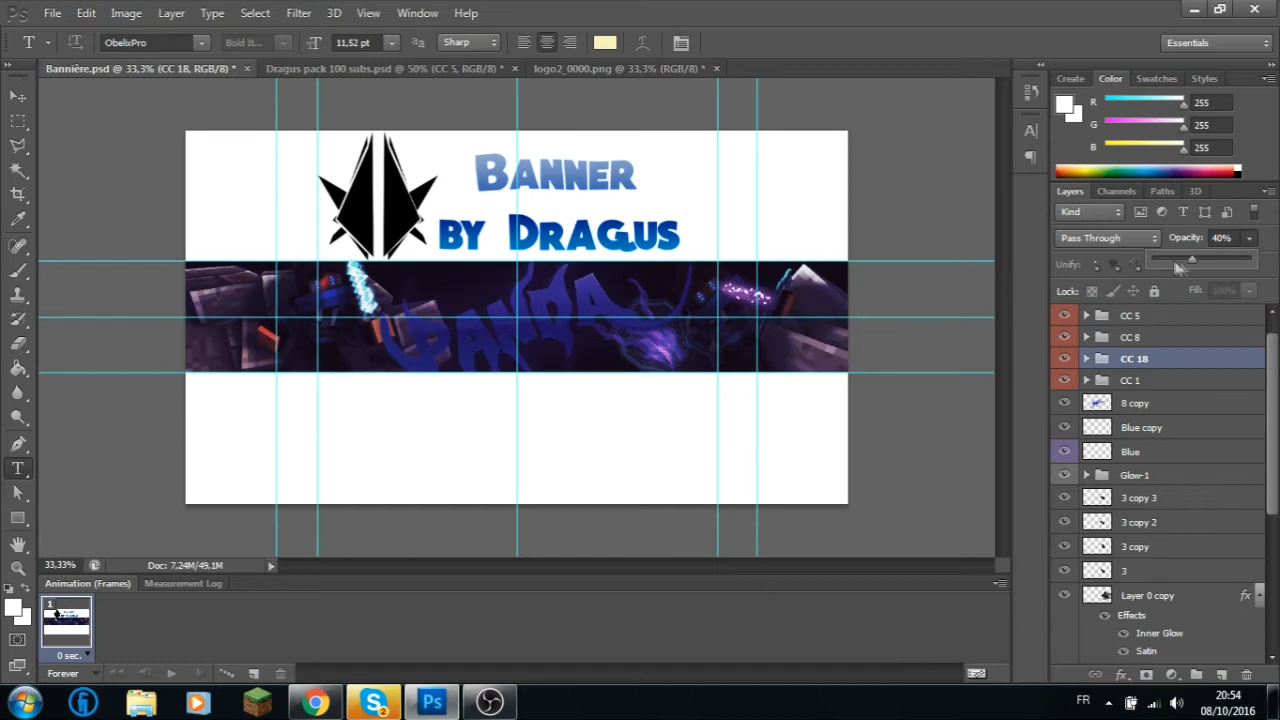 Ps File Edit Image Layer Type Select Filter 3D View Window Help
T ObelixPro Bold It... 11,52 pt Sharp Essentials
Bannière.psd @ 33,3% (CC 18, RGB/8) * × Dragus pack 100 subs.psd @ 50% (CC 5, RGB/8) * × logo2_0000.png @ 33,3% (RGB/8) * ×
Create Color Swatches Styles
R 255
G 255
B 255
Banner
by Dragus
PANDA
Layers Channels Paths 3D
Kind
Pass Through Opacity: 40%
Unify:
Lock: Fill: 100%
CC 5
CC 8
CC 18
CC 1
8 copy
Blue copy
Blue
Glow-1
3 copy 3
3 copy 2
3 copy
3
Layer 0 copy fx
Effects
Inner Glow
Satin
33,33% Doc: 7,24M/49,1M
Animation (Frames) Measurement Log
1
0 sec.
Forever
2 Ps FR 20:54
08/10/2016